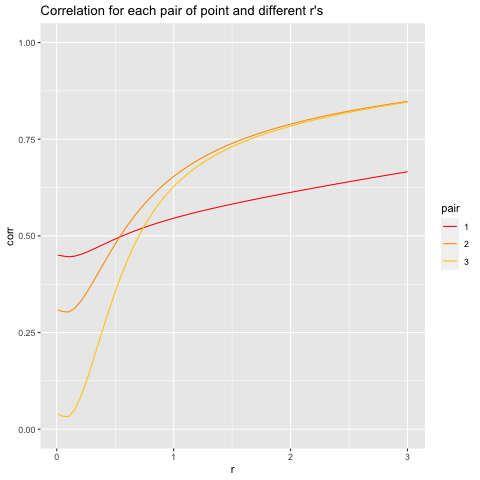 Correlation for each pair of point and different r's
1.00
0.75
0.50
0.25
0.00
corr
0 1 2 3
r
pair
1
2
3